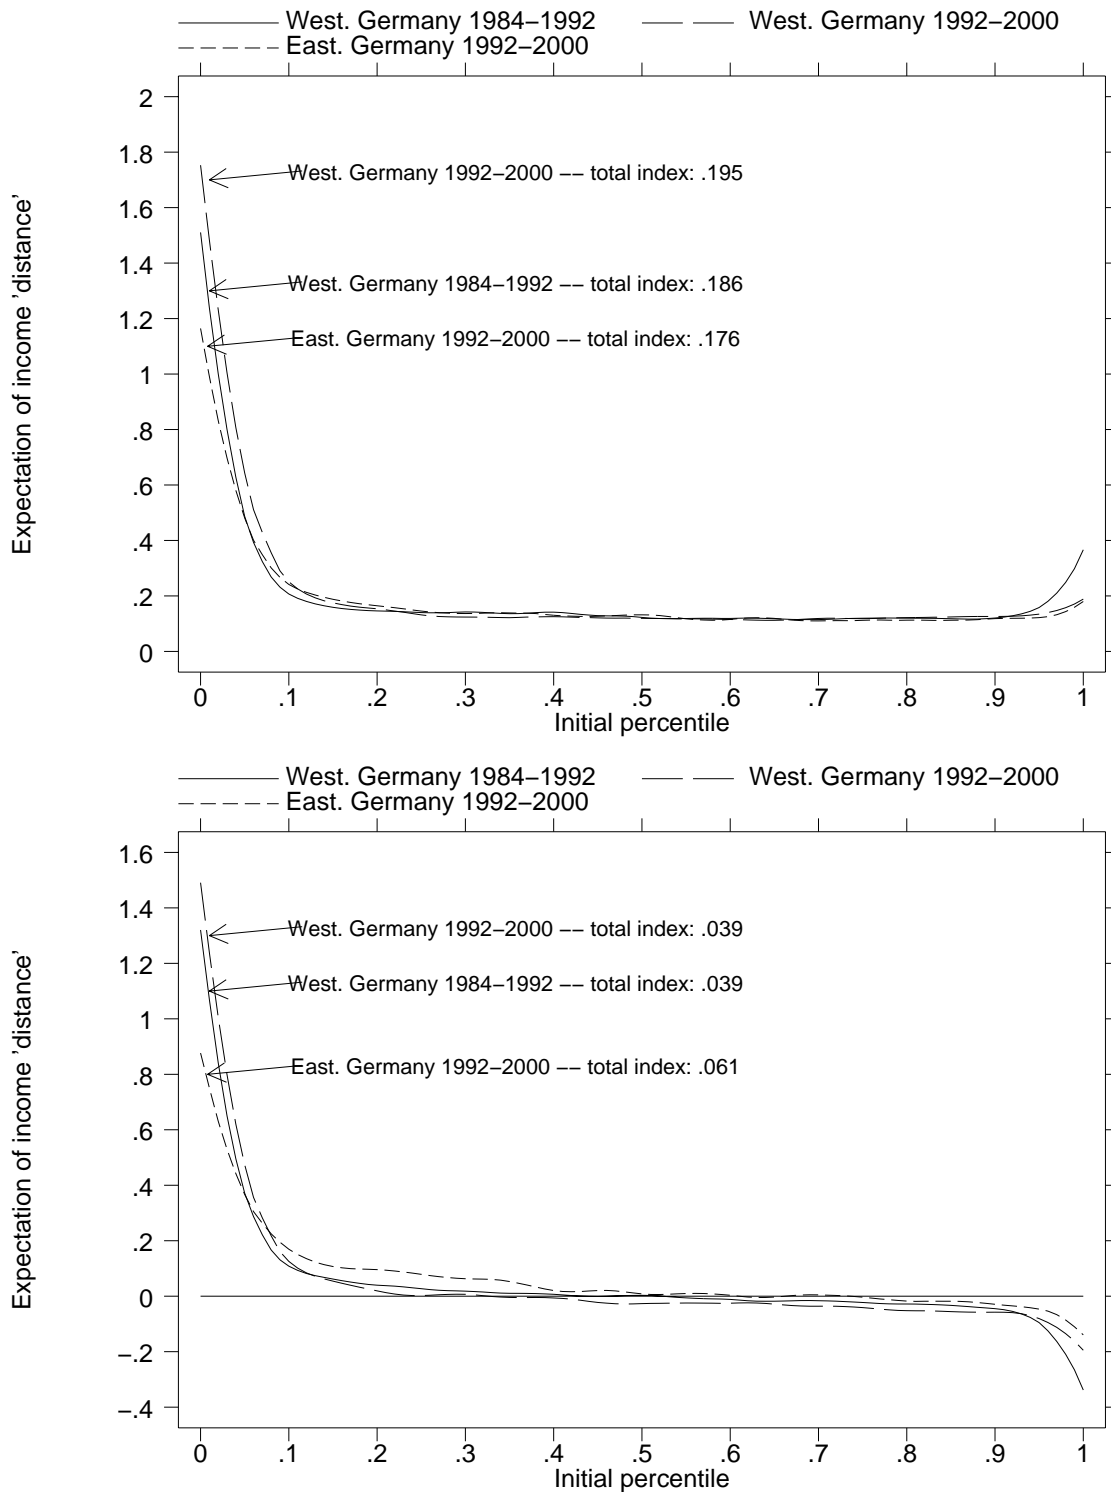 West. Germany 1984−1992 West. Germany 1992−2000
East. Germany 1992−2000
Expectation of income 'distance'
2
1.8
1.6
1.4
1.2
1
.8
.6
.4
.2
0
West. Germany 1992−2000 −− total index: .195
West. Germany 1984−1992 −− total index: .186
East. Germany 1992−2000 −− total index: .176
0 .1 .2 .3 .4 .5 .6 .7 .8 .9 1
Initial percentile
West. Germany 1984−1992 West. Germany 1992−2000
East. Germany 1992−2000
Expectation of income 'distance'
1.6
1.4
1.2
1
.8
.6
.4
.2
0
−.2
−.4
West. Germany 1992−2000 −− total index: .039
West. Germany 1984−1992 −− total index: .039
East. Germany 1992−2000 −− total index: .061
0 .1 .2 .3 .4 .5 .6 .7 .8 .9 1
Initial percentile